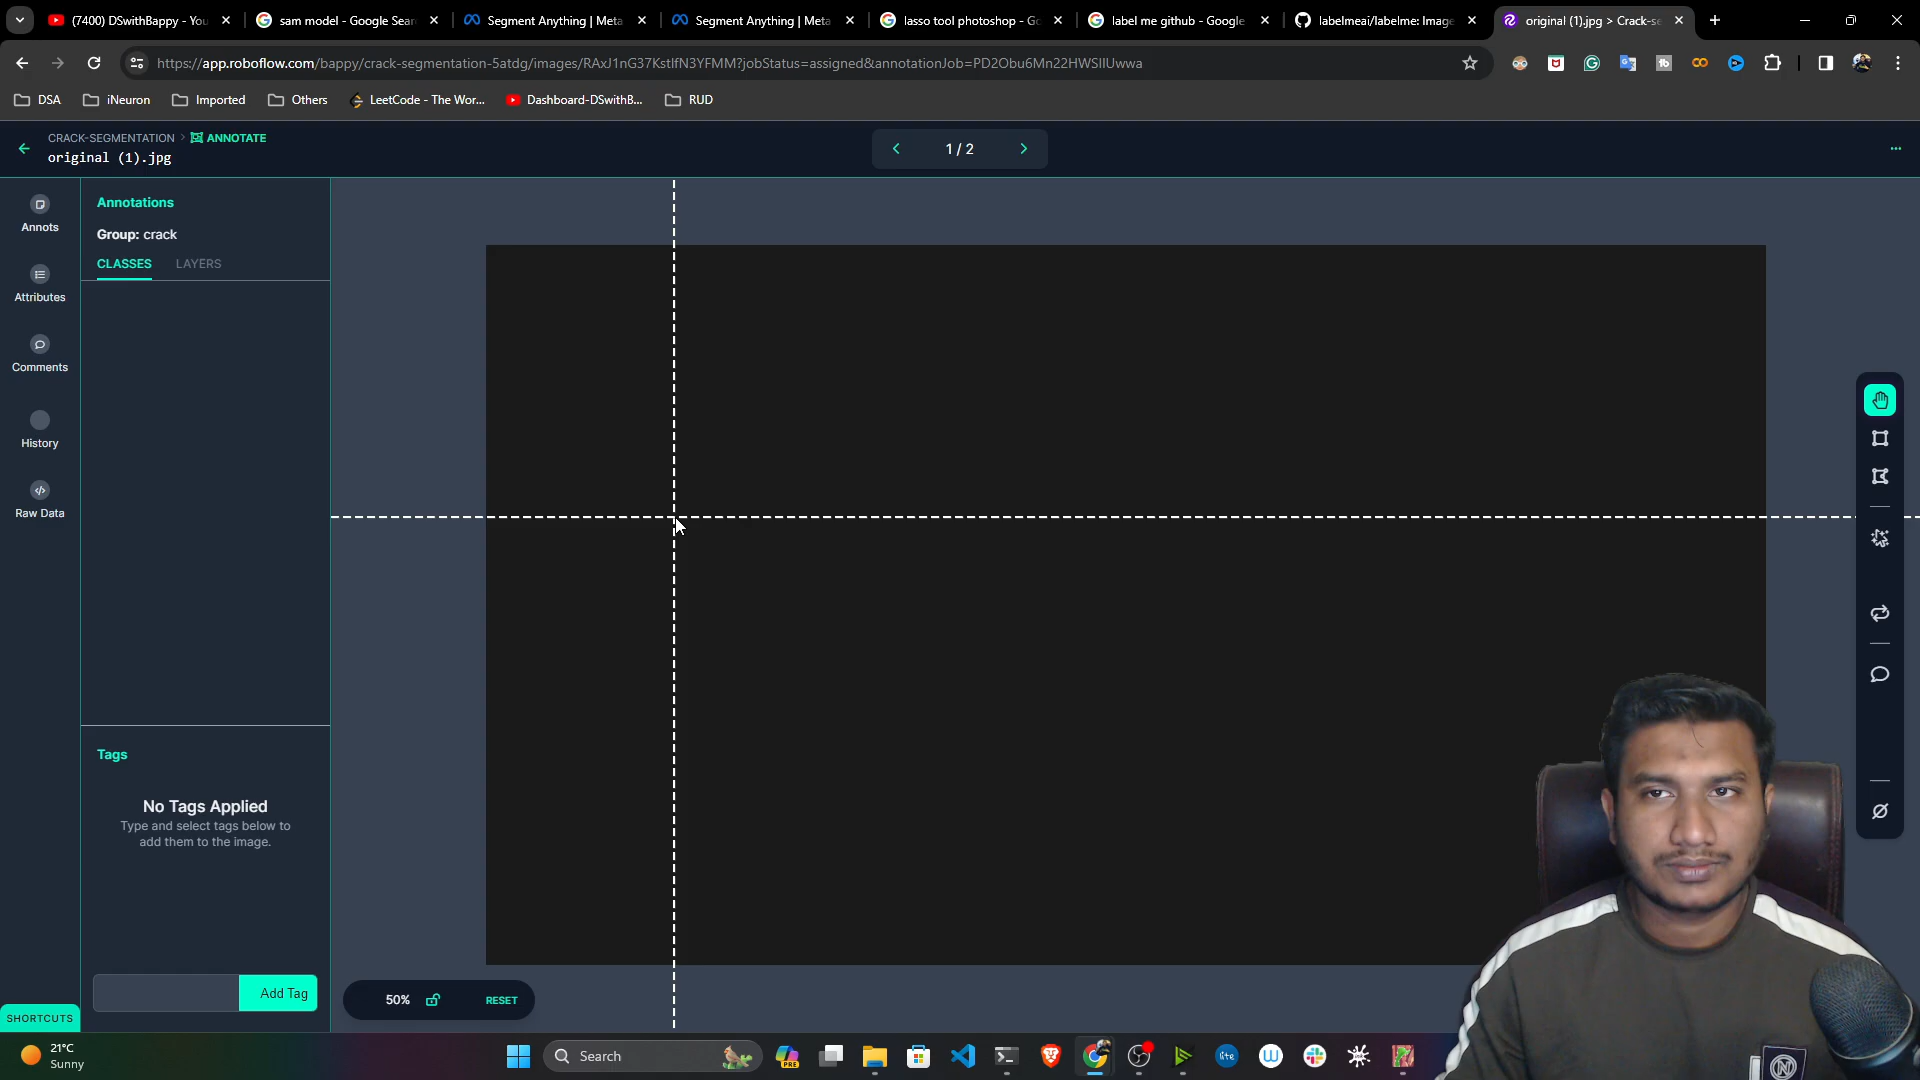 (7400) DSwithBappy - You
sam model - Google Sear
Segment Anything | Meta
Segment Anything | Meta
lasso tool photoshop - Go
label me github - Google
labelmeai/labelme: Image
original (1).jpg > Crack-se
https://app.roboflow.com/bappy/crack-segmentation-5atdg/images/RAxJ1nG37KstlfN3YFMM?jobStatus=assigned&annotationJob=PD2Obu6Mn22HWSIIUwwa
DSA
iNeuron
Imported
Others
LeetCode - The Wor...
Dashboard-DSwithB...
RUD
CRACK-SEGMENTATION > ANNOTATE
original (1).jpg
1 / 2
Annots
Attributes
Comments
History
Raw Data
Annotations
Group: crack
CLASSES
LAYERS
Tags
No Tags Applied
Type and select tags below to
add them to the image.
Add Tag
SHORTCUTS
50%
RESET
21°C
Sunny
Search
PRE
lite